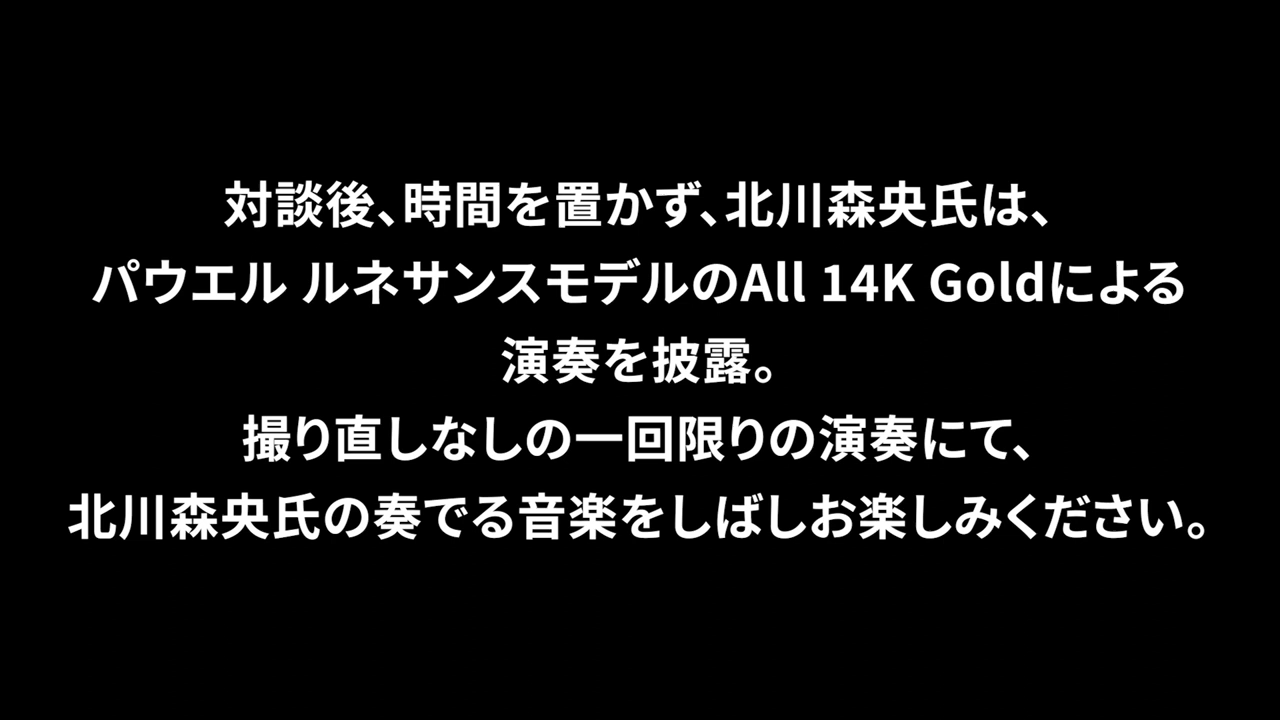 対談後、時間を置かず、北川森央氏は、
パウエル ルネサンスモデルのAll 14K Goldによる
演奏を披露。
撮り直しなしの一回限りの演奏にて、
北川森央氏の奏でる音楽をしばしお楽しみください。